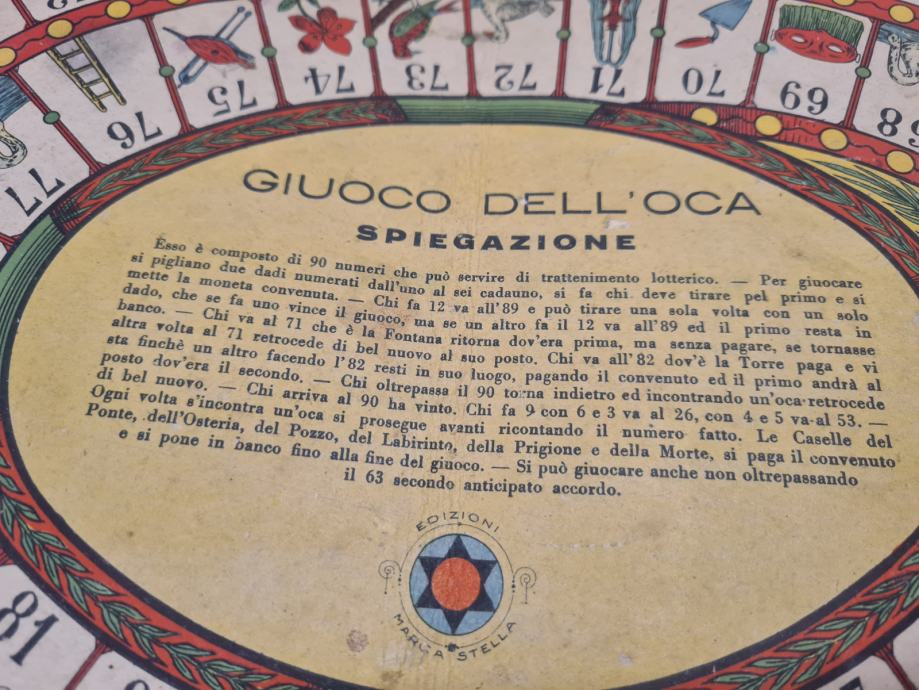 77
76
75
74
73
72
71
70
69
68
GIUOCO DELL'OCA
SPIEGAZIONE
Esso è composto di 90 numeri che può servire di trattenimento lotterico. — Per giuocare
si pigliano due dadi numerati dall'uno al sei cadauno, si fa chi deve tirare pel primo e si
mette la moneta convenuta. — Chi fa 12 va all'89 e può tirare una sola volta con un solo
dado, che se fa uno vince il giuoco, ma se un altro fa il 12 va all'89 ed il primo resta in
banco. — Chi va al 71 che è la Fontana ritorna dov'era prima, ma senza pagare, se tornasse
altra volta al 71 retrocede di bel nuovo al suo posto. Chi va all'82 dov'è la Torre paga e vi
sta finchè un altro facendo l'82 resti in suo luogo, pagando il convenuto ed il primo andrà al
posto dov'era il secondo. — Chi oltrepassa il 90 torna indietro ed incontrando un'oca retrocede
di bel nuovo. — Chi arriva al 90 ha vinto. Chi fa 9 con 6 e 3 va al 26, con 4 e 5 va al 53. —
Ogni volta s'incontra un'oca si prosegue avanti ricontando il numero fatto. Le Caselle del
Ponte, dell'Osteria, del Pozzo, del Labirinto, della Prigione e della Morte, si paga il convenuto
e si pone in banco fino alla fine del giuoco. — Si può giuocare anche non oltrepassando
il 63 secondo anticipato accordo.
EDIZIONI
MARCA STELLA
81